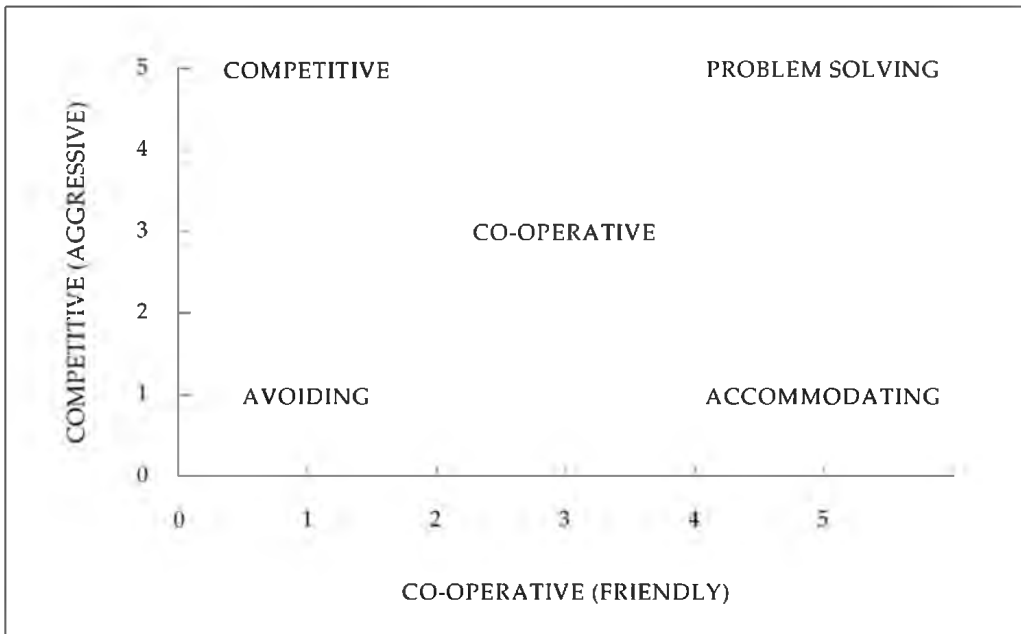 5 COMPETITIVE PROBLEM SOLVING
4
3 CO-OPERATIVE
2
1 AVOIDING ACCOMMODATING
0
0 1 2 3 4 5
COMPETITIVE (AGGRESSIVE)
CO-OPERATIVE (FRIENDLY)